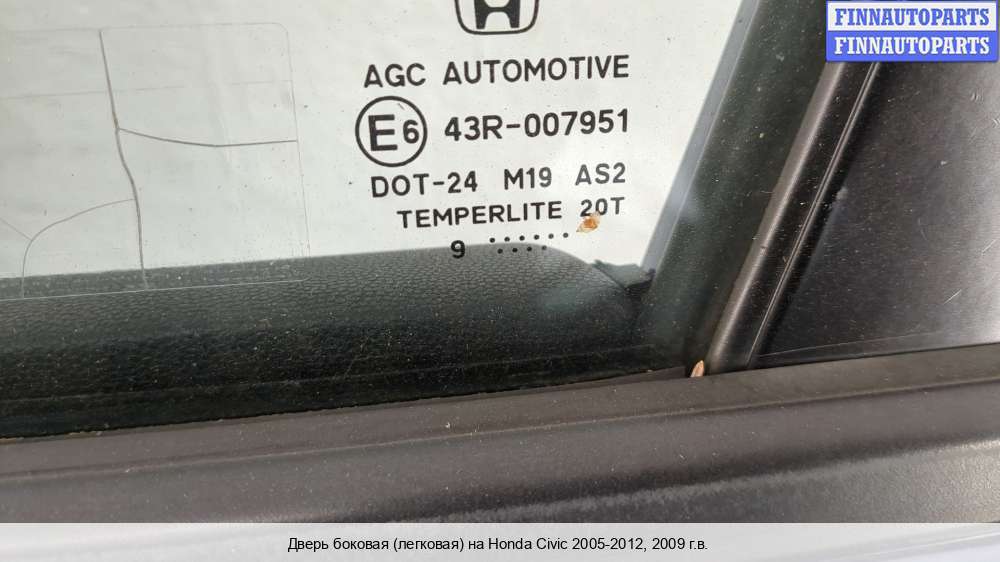 FINNAUTOPARTS
FINNAUTOPARTS
AGC AUTOMOTIVE
E6 43R-007951
DOT-24 M19 AS2
TEMPERLITE 20T
9
Дверь боковая (легковая) на Honda Civic 2005-2012, 2009 г.в.